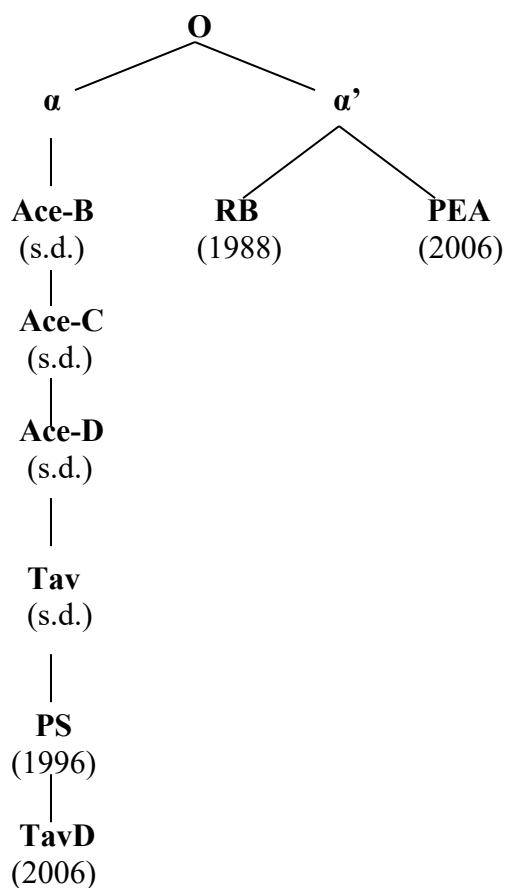 O
α α’
Ace-B RB PEA
(s.d.) (1988) (2006)
Ace-C
(s.d.)
Ace-D
(s.d.)
Tav
(s.d.)
PS
(1996)
TavD
(2006)